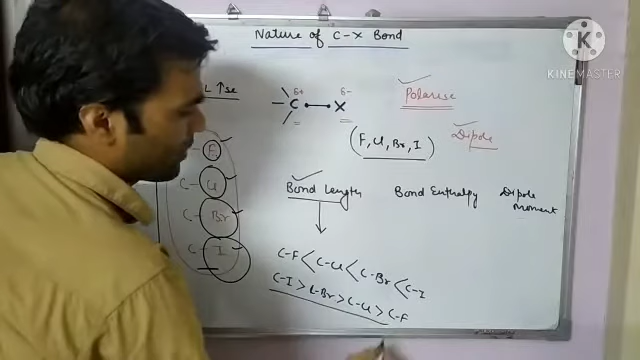 Nature of C-X Bond
KINEMASTER
L ↑se
δ+ δ-
C X
Polarise
Dipole
(F, Cl, Br, I)
F
C- Cl
C- Br
C- I
Bond Length Bond Enthalpy Dipole Moment
C-F < C-Cl < C-Br < C-I
C-I > C-Br > C-Cl > C-F